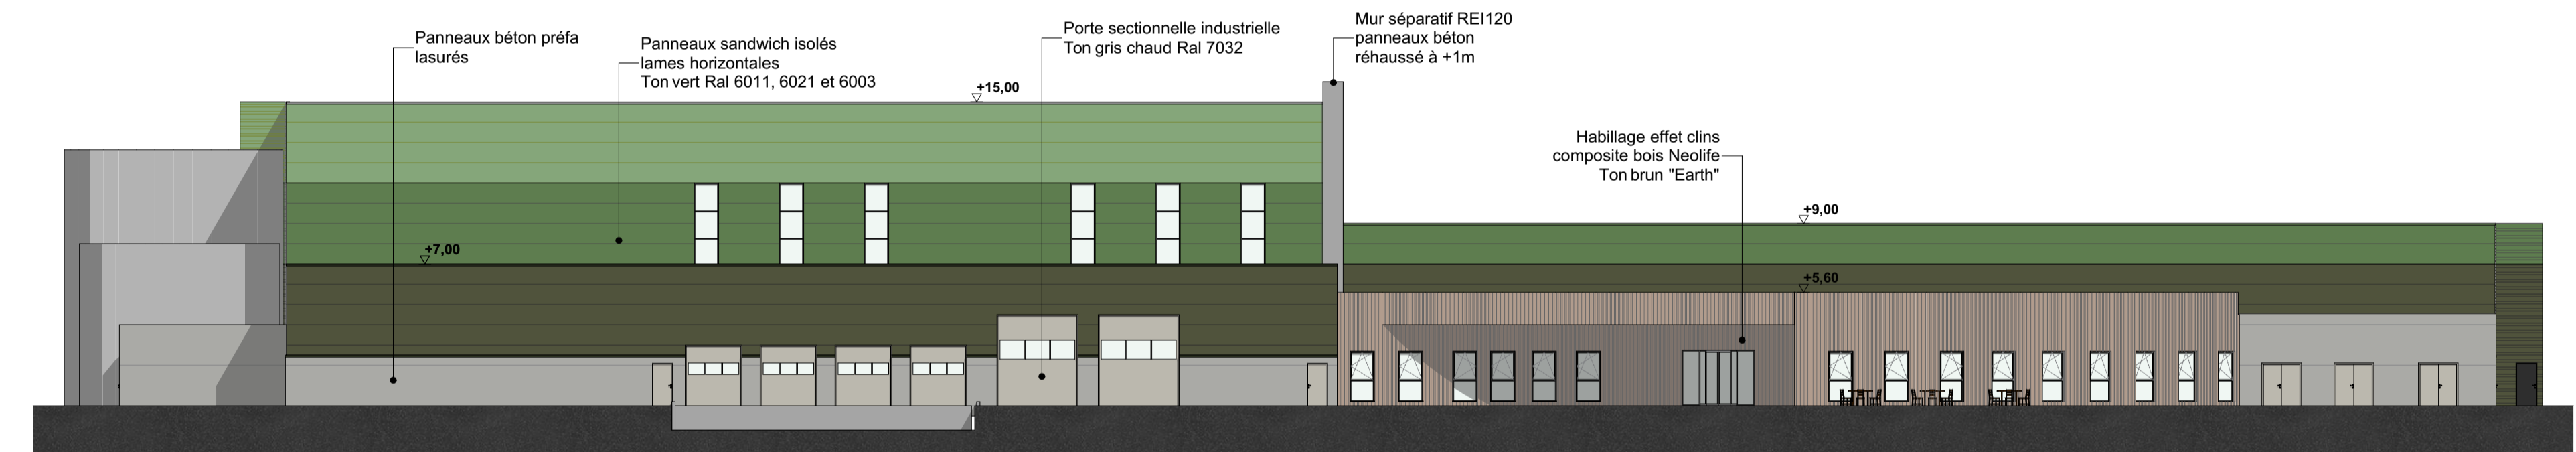 Panneaux béton préfa
lasurés
Panneaux sandwich isolés
lames horizontales
Ton vert Ral 6011, 6021 et 6003
+15,00
Porte sectionnelle industrielle
Ton gris chaud Ral 7032
Mur séparatif REI120
panneaux béton
réhaussé à +1m
Habillage effet clins
composite bois Neolife
Ton brun "Earth"
+9,00
+7,00
+5,60